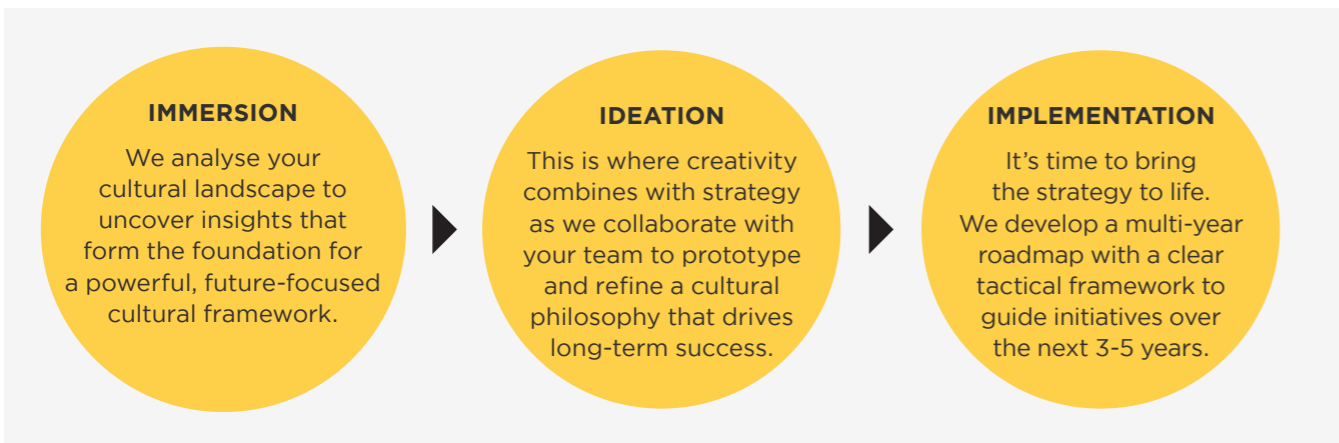 IMMERSION
We analyse your
cultural landscape to
uncover insights that
form the foundation for
a powerful, future-focused
cultural framework.
IDEATION
This is where creativity
combines with strategy
as we collaborate with
your team to prototype
and refine a cultural
philosophy that drives
long-term success.
IMPLEMENTATION
It’s time to bring
the strategy to life.
We develop a multi-year
roadmap with a clear
tactical framework to
guide initiatives over
the next 3-5 years.